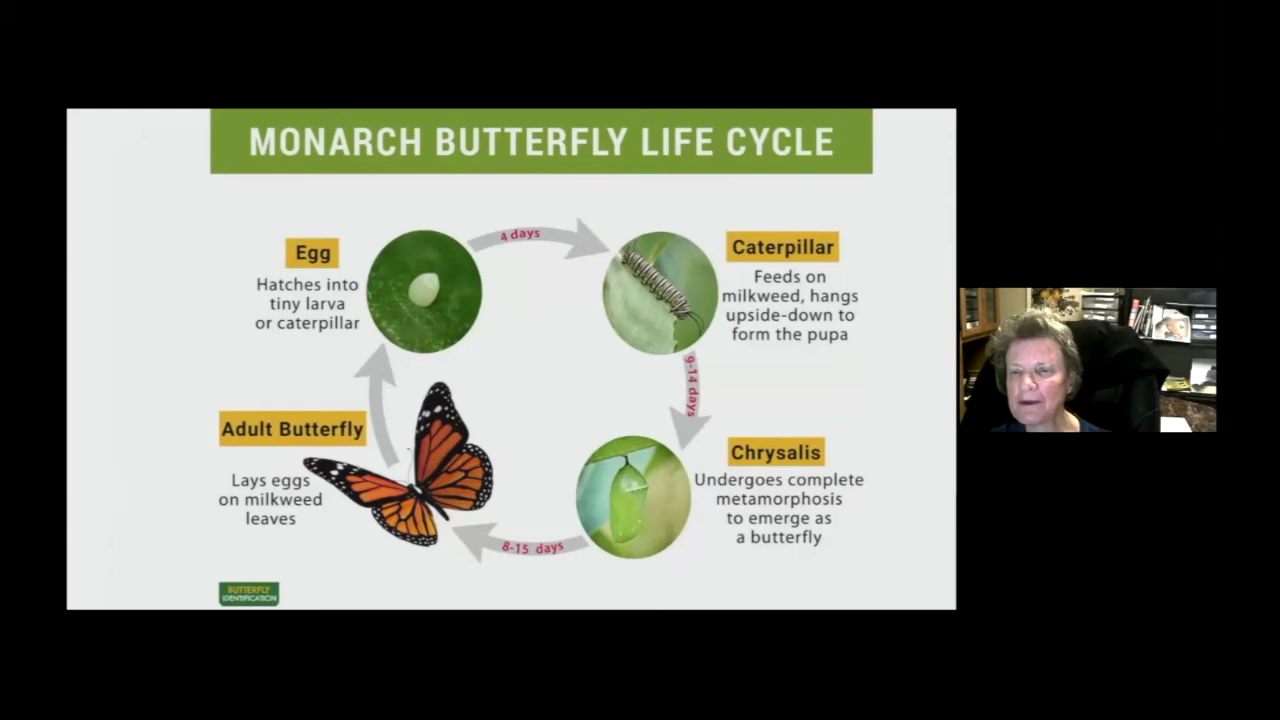 MONARCH BUTTERFLY LIFE CYCLE
Egg
Hatches into
tiny larva
or caterpillar
4 days
Caterpillar
Feeds on
milkweed, hangs
upside-down to
form the pupa
9-14 days
Chrysalis
Undergoes complete
metamorphosis
to emerge as
a butterfly
8-15 days
Adult Butterfly
Lays eggs
on milkweed
leaves
BUTTERFLY
IDENTIFICATION